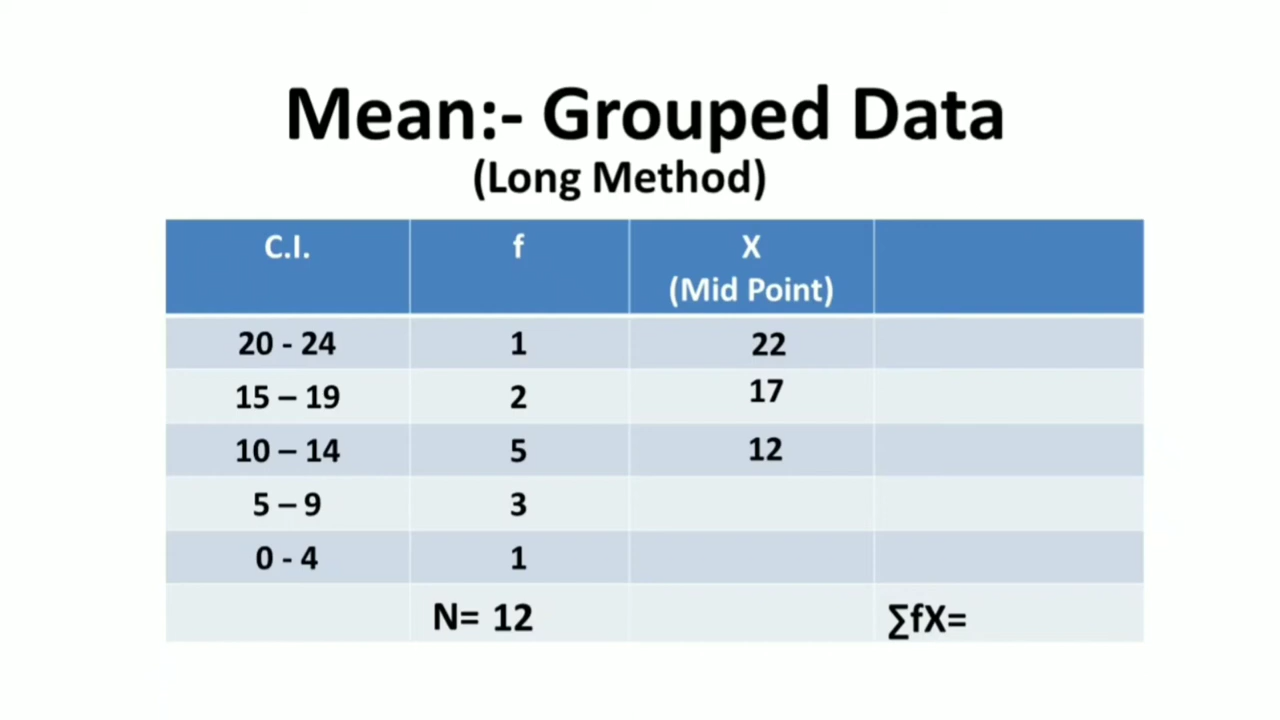 Mean:- Grouped Data
(Long Method)
C.I. f X
(Mid Point)
20 - 24 1 22
15 – 19 2 17
10 – 14 5 12
5 – 9 3
0 - 4 1
N= 12 ∑fX=